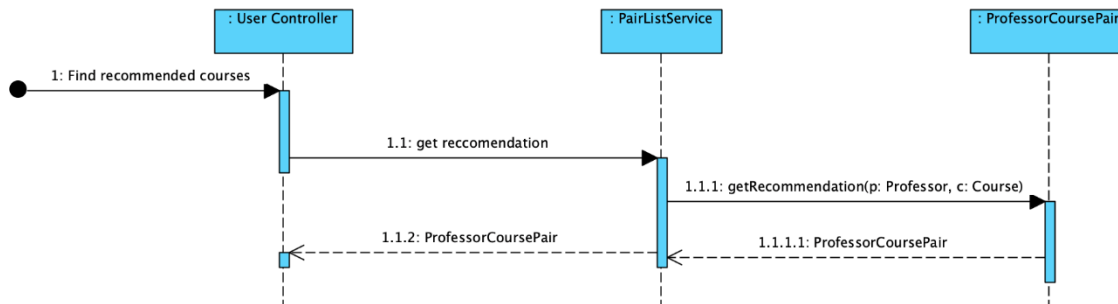 : User Controller
: PairListService
: ProfessorCoursePair
1: Find recommended courses
1.1: get reccomendation
1.1.1: getRecommendation(p: Professor, c: Course)
1.1.2: ProfessorCoursePair
1.1.1.1: ProfessorCoursePair